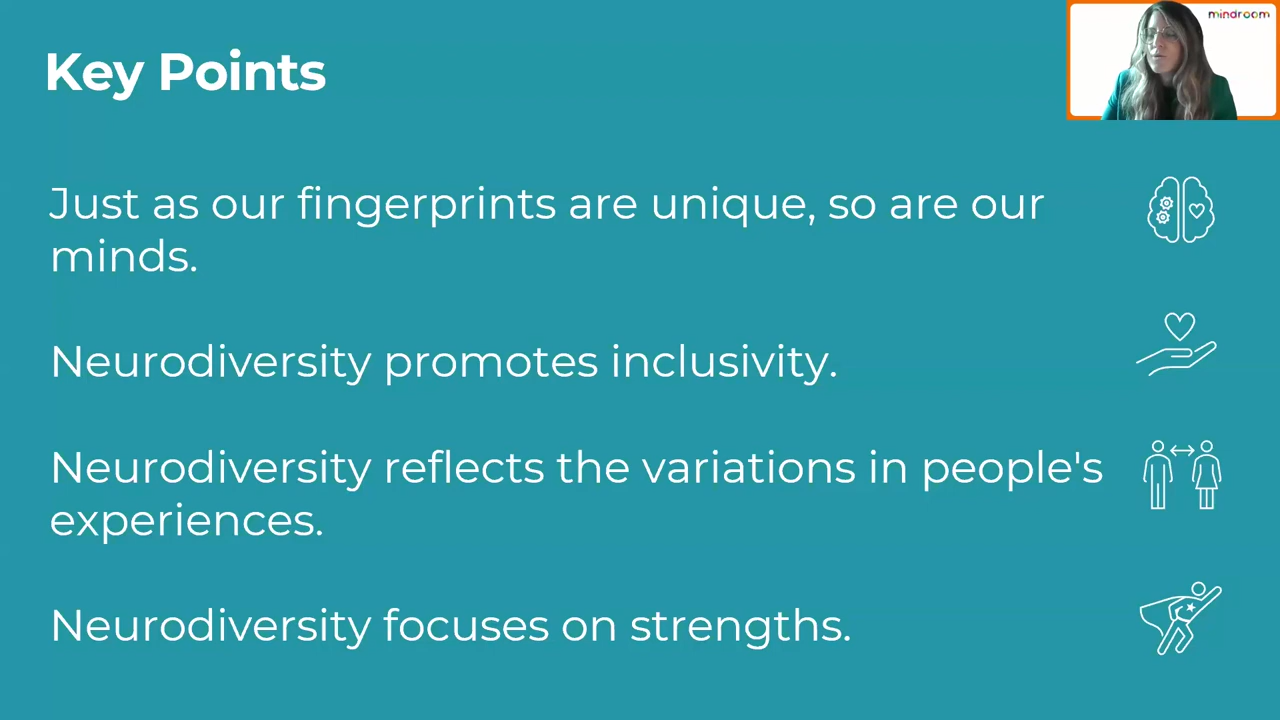 mindroom
Key Points
Just as our fingerprints are unique, so are our
minds.
Neurodiversity promotes inclusivity.
Neurodiversity reflects the variations in people's
experiences.
Neurodiversity focuses on strengths.